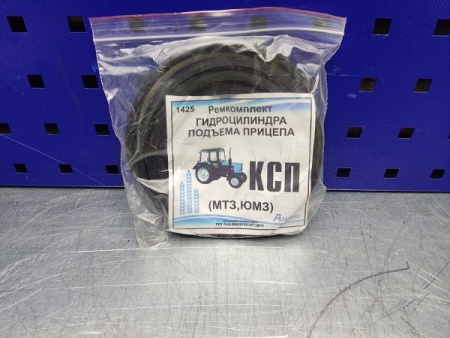 1425 Ремкомплект
ГИДРОЦИЛИНДРА
ПОДЪЕМА ПРИЦЕПА
КСП
(МТЗ,ЮМЗ)